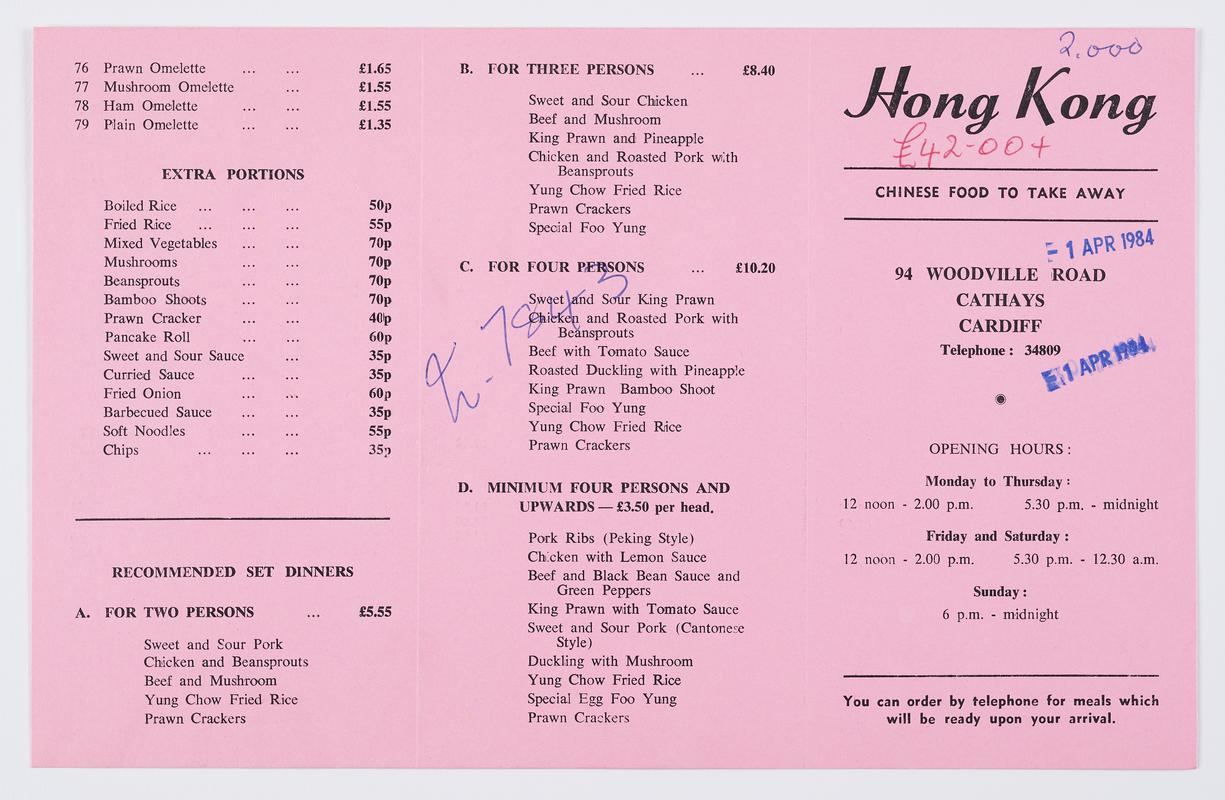 76 Prawn Omelette ... ... £1.65
77 Mushroom Omelette ... £1.55
78 Ham Omelette ... ... £1.55
79 Plain Omelette ... ... £1.35
EXTRA PORTIONS
Boiled Rice ... ... ... 50p
Fried Rice ... ... ... 55p
Mixed Vegetables ... ... 70p
Mushrooms ... ... 70p
Beansprouts ... ... 70p
Bamboo Shoots ... ... 70p
Prawn Cracker ... ... 40p
Pancake Roll ... ... 60p
Sweet and Sour Sauce ... 35p
Curried Sauce ... ... 35p
Fried Onion ... ... 60p
Barbecued Sauce ... ... 35p
Soft Noodles ... ... 55p
Chips ... ... ... 35p
RECOMMENDED SET DINNERS
A. FOR TWO PERSONS ... £5.55
Sweet and Sour Pork
Chicken and Beansprouts
Beef and Mushroom
Yung Chow Fried Rice
Prawn Crackers
B. FOR THREE PERSONS ... £8.40
Sweet and Sour Chicken
Beef and Mushroom
King Prawn and Pineapple
Chicken and Roasted Pork with
Beansprouts
Yung Chow Fried Rice
Prawn Crackers
Special Foo Yung
C. FOR FOUR PERSONS ... £10.20
Sweet and Sour King Prawn
Chicken and Roasted Pork with
Beansprouts
Beef with Tomato Sauce
Roasted Duckling with Pineapple
King Prawn Bamboo Shoot
Special Foo Yung
Yung Chow Fried Rice
Prawn Crackers
D. MINIMUM FOUR PERSONS AND
UPWARDS — £3.50 per head.
Pork Ribs (Peking Style)
Chicken with Lemon Sauce
Beef and Black Bean Sauce and
Green Peppers
King Prawn with Tomato Sauce
Sweet and Sour Pork (Cantonese
Style)
Duckling with Mushroom
Yung Chow Fried Rice
Special Egg Foo Yung
Prawn Crackers
2.000
Hong Kong
£42-00+
CHINESE FOOD TO TAKE AWAY
1 APR 1984
94 WOODVILLE ROAD
CATHAYS
CARDIFF
Telephone : 34809
1 APR 1984
OPENING HOURS :
Monday to Thursday :
12 noon - 2.00 p.m. 5.30 p.m. - midnight
Friday and Saturday :
12 noon - 2.00 p.m. 5.30 p.m. - 12.30 a.m.
Sunday :
6 p.m. - midnight
You can order by telephone for meals which
will be ready upon your arrival.